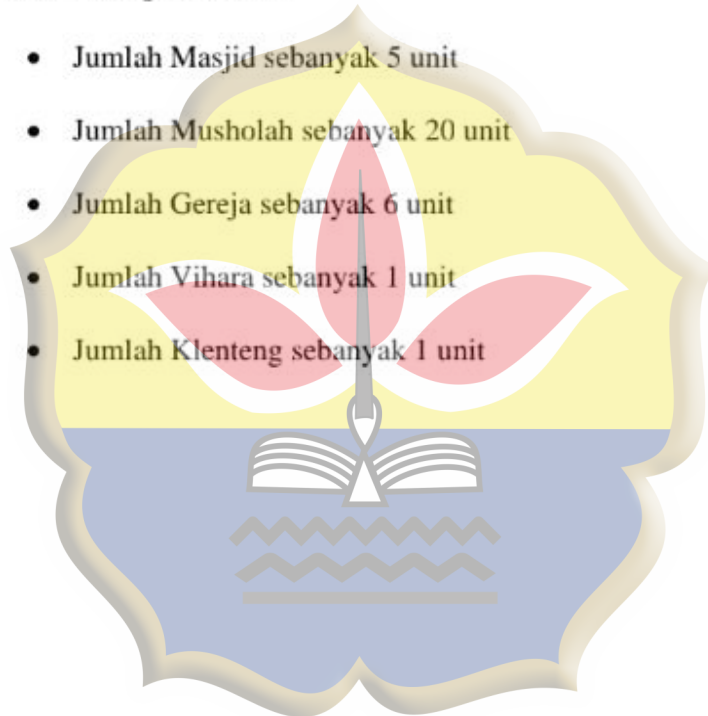 • Jumlah Masjid sebanyak 5 unit
• Jumlah Musholah sebanyak 20 unit
• Jumlah Gereja sebanyak 6 unit
• Jumlah Vihara sebanyak 1 unit
• Jumlah Klenteng sebanyak 1 unit